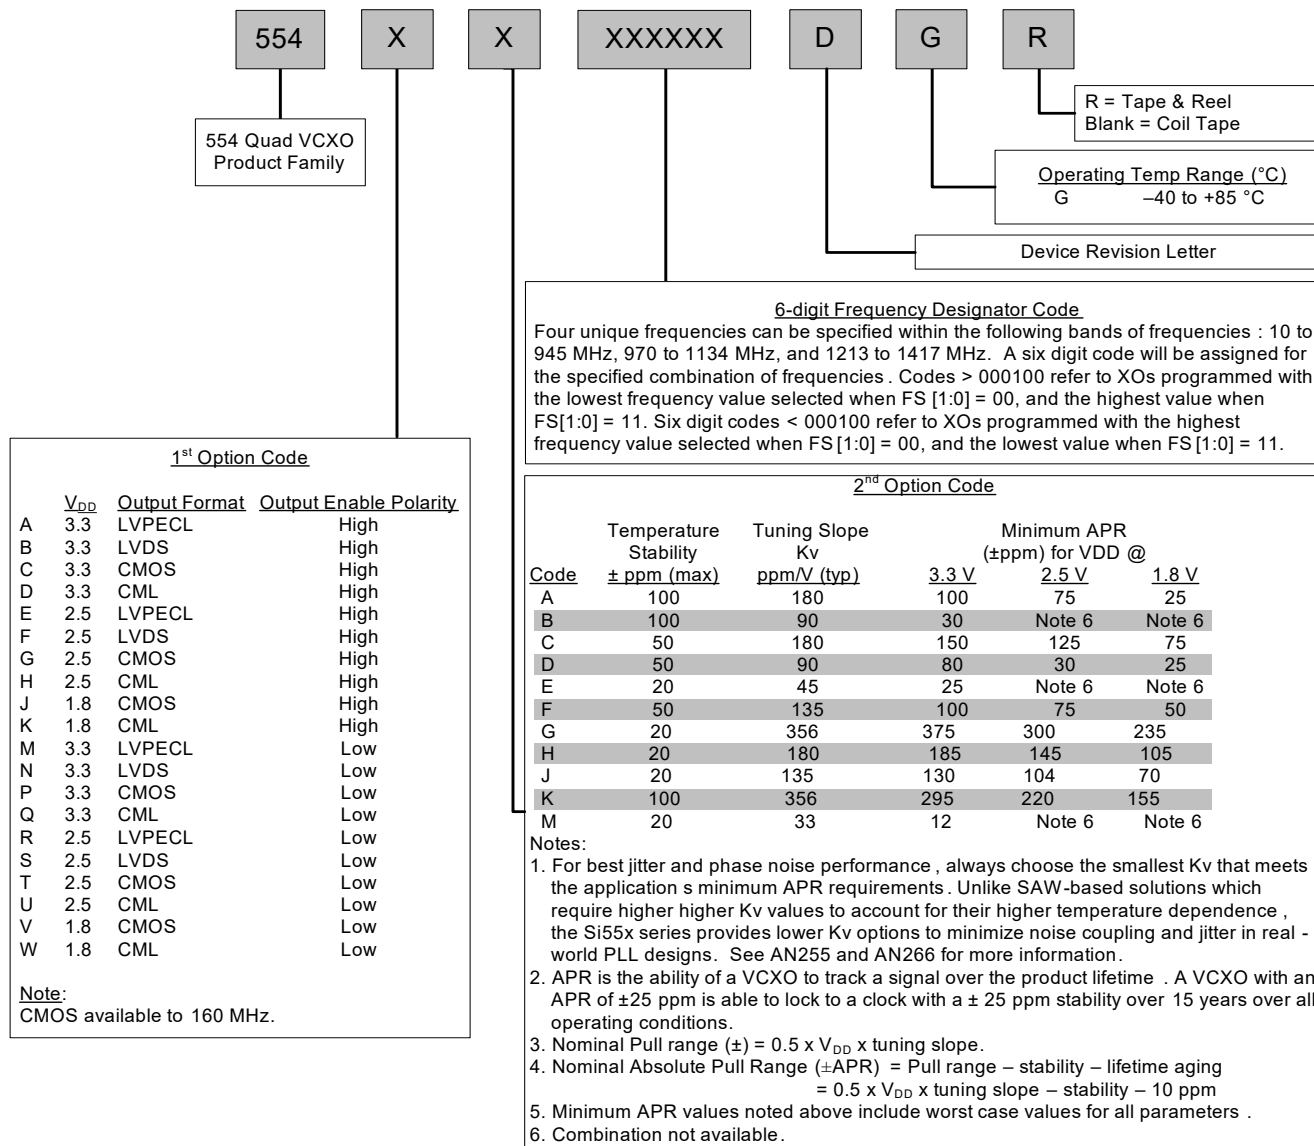 554 X X XXXXXX D G R
R = Tape & Reel
Blank = Coil Tape
554 Quad VCXO
Product Family
Operating Temp Range (°C)
G –40 to +85 °C
Device Revision Letter
6-digit Frequency Designator Code
Four unique frequencies can be specified within the following bands of frequencies : 10 to
945 MHz, 970 to 1134 MHz, and 1213 to 1417 MHz. A six digit code will be assigned for
the specified combination of frequencies . Codes > 000100 refer to XOs programmed with
the lowest frequency value selected when FS [1:0] = 00, and the highest value when
FS[1:0] = 11. Six digit codes < 000100 refer to XOs programmed with the highest
frequency value selected when FS [1:0] = 00, and the lowest value when FS [1:0] = 11.
1st Option Code
VDD Output Format Output Enable Polarity
A 3.3 LVPECL High
B 3.3 LVDS High
C 3.3 CMOS High
D 3.3 CML High
E 2.5 LVPECL High
F 2.5 LVDS High
G 2.5 CMOS High
H 2.5 CML High
J 1.8 CMOS High
K 1.8 CML High
M 3.3 LVPECL Low
N 3.3 LVDS Low
P 3.3 CMOS Low
Q 3.3 CML Low
R 2.5 LVPECL Low
S 2.5 LVDS Low
T 2.5 CMOS Low
U 2.5 CML Low
V 1.8 CMOS Low
W 1.8 CML Low
Note:
CMOS available to 160 MHz.
2nd Option Code
Temperature Tuning Slope Minimum APR
Stability Kv (±ppm) for VDD @
Code ± ppm (max) ppm/V (typ) 3.3 V 2.5 V 1.8 V
A 100 180 100 75 25
B 100 90 30 Note 6 Note 6
C 50 180 150 125 75
D 50 90 80 30 25
E 20 45 25 Note 6 Note 6
F 50 135 100 75 50
G 20 356 375 300 235
H 20 180 185 145 105
J 20 135 130 104 70
K 100 356 295 220 155
M 20 33 12 Note 6 Note 6
Notes:
1. For best jitter and phase noise performance , always choose the smallest Kv that meets
the application s minimum APR requirements . Unlike SAW-based solutions which
require higher higher Kv values to account for their higher temperature dependence ,
the Si55x series provides lower Kv options to minimize noise coupling and jitter in real -
world PLL designs. See AN255 and AN266 for more information.
2. APR is the ability of a VCXO to track a signal over the product lifetime . A VCXO with an
APR of ±25 ppm is able to lock to a clock with a ± 25 ppm stability over 15 years over all
operating conditions.
3. Nominal Pull range (±) = 0.5 x VDD x tuning slope.
4. Nominal Absolute Pull Range (±APR) = Pull range – stability – lifetime aging
= 0.5 x VDD x tuning slope – stability – 10 ppm
5. Minimum APR values noted above include worst case values for all parameters .
6. Combination not available.